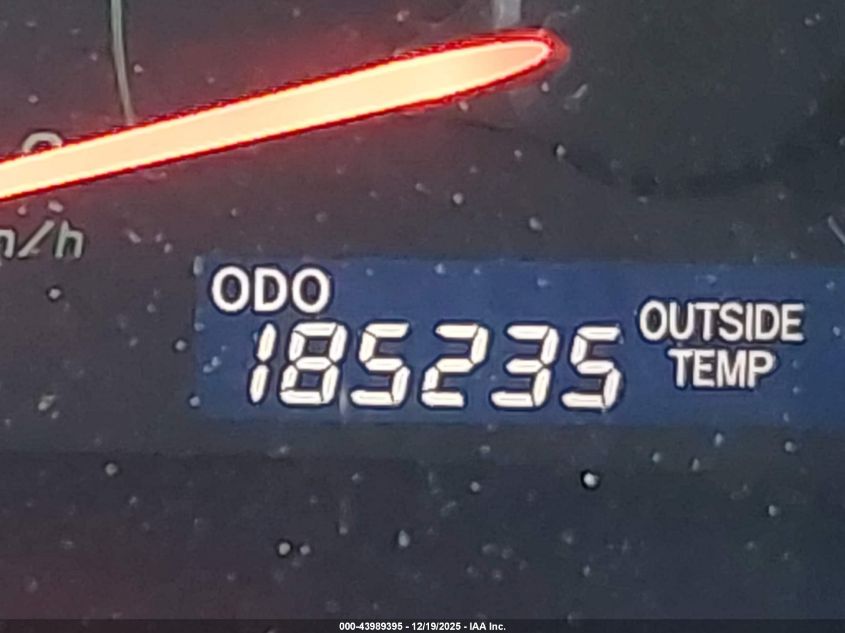 m/h
ODO
185235
OUTSIDE
TEMP
000-43989395 - 12/19/2025 - IAA Inc.